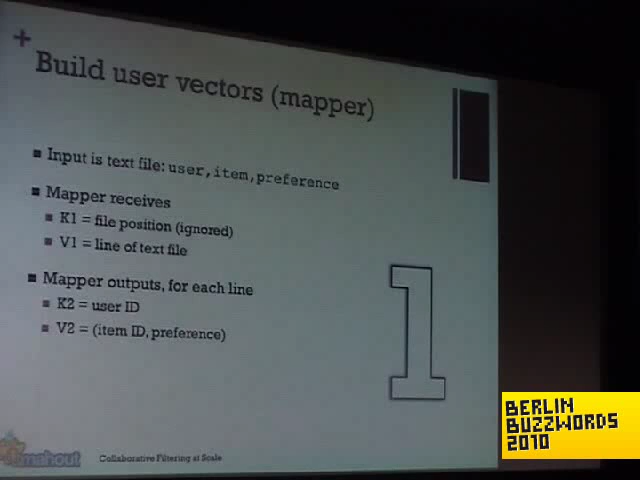 +
Build user vectors (mapper)
■ Input is text file: user,item,preference
■ Mapper receives
■ K1 = file position (ignored)
■ V1 = line of text file
■ Mapper outputs, for each line
■ K2 = user ID
■ V2 = (item ID, preference)
1
mahout
Collaborative Filtering at Scale
BERLIN
BUZZWORDS
2010